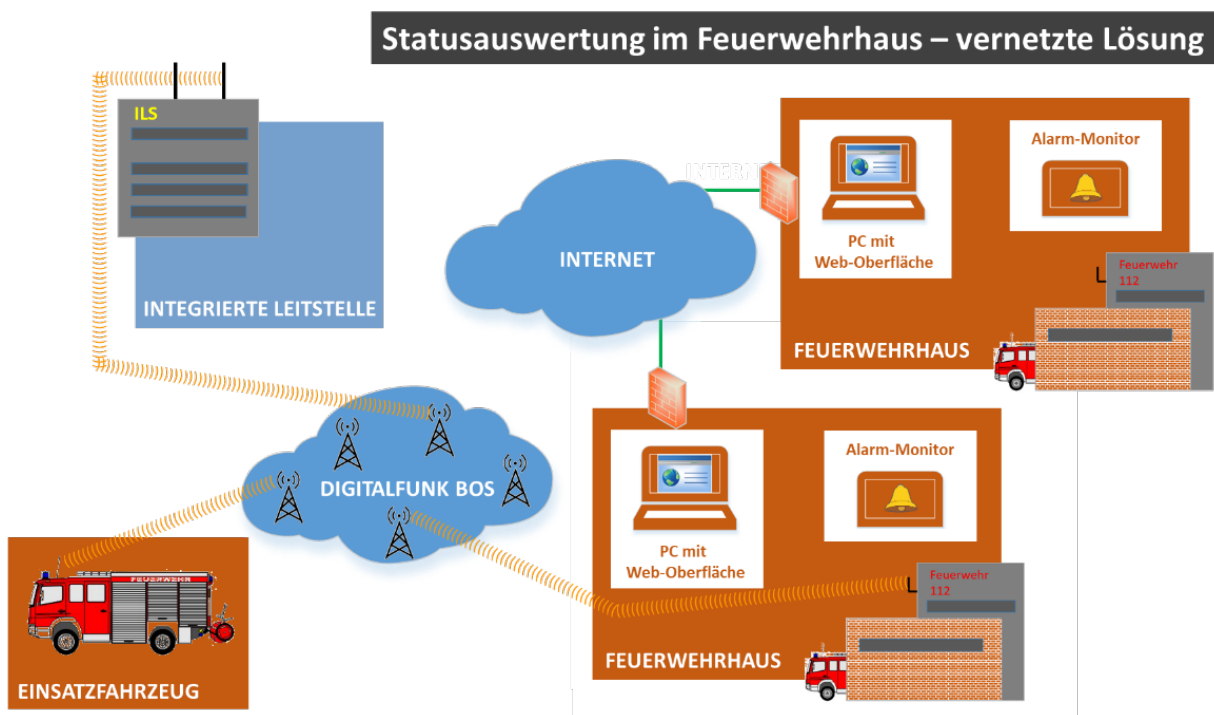 Statusauswertung im Feuerwehrhaus – vernetzte Lösung
ILS
INTEGRIERTE LEITSTELLE
INTERNET
INTERNET
PC mit
Web-Oberfläche
Alarm-Monitor
Feuerwehr
112
FEUERWEHRHAUS
DIGITALFUNK BOS
PC mit
Web-Oberfläche
Alarm-Monitor
Feuerwehr
112
FEUERWEHRHAUS
FEUERWEHR
EINSATZFAHRZEUG